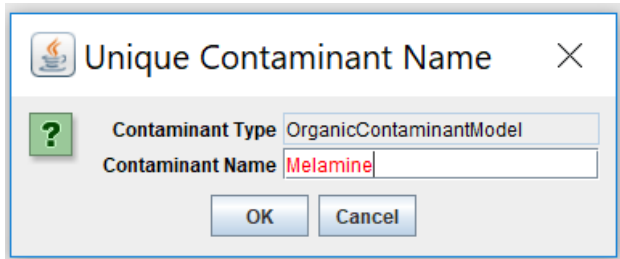 Unique Contaminant Name
Contaminant Type OrganicContaminantModel
Contaminant Name Melamine
OK Cancel